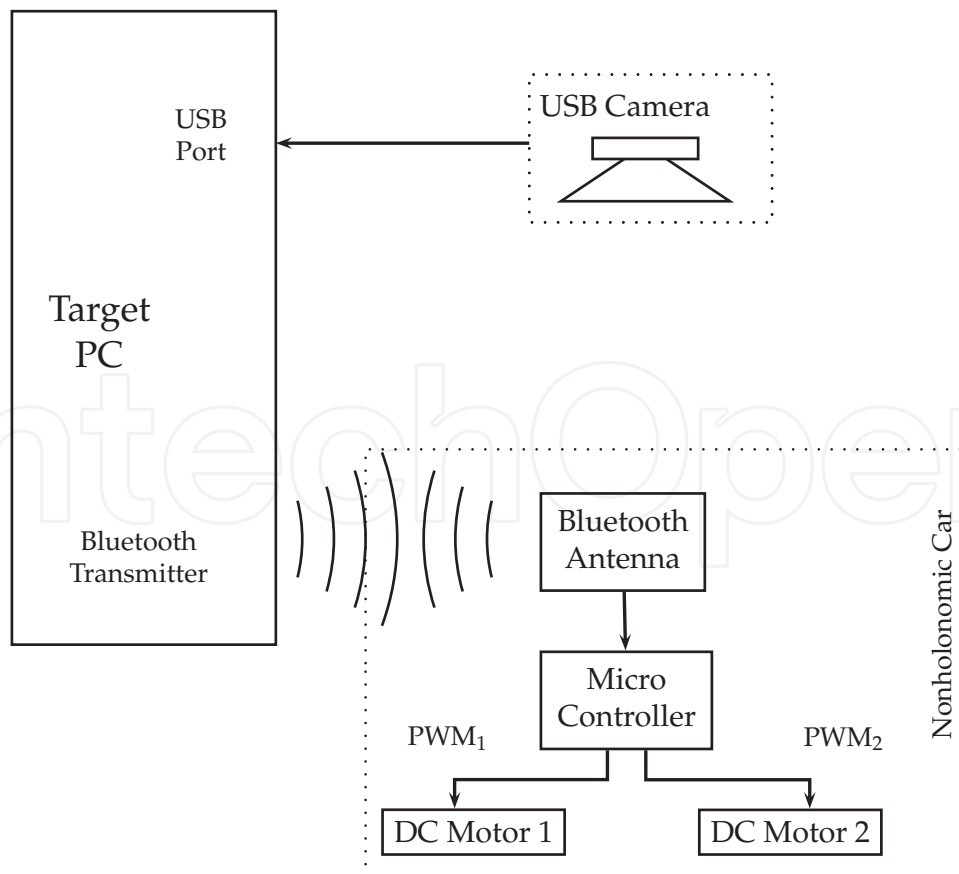 USB Camera
USB
Port
Target
PC
Bluetooth
Transmitter
Bluetooth
Antenna
Micro
Controller
PWM₁
PWM₂
DC Motor 1
DC Motor 2
Nonholonomic Car
ntechOpen